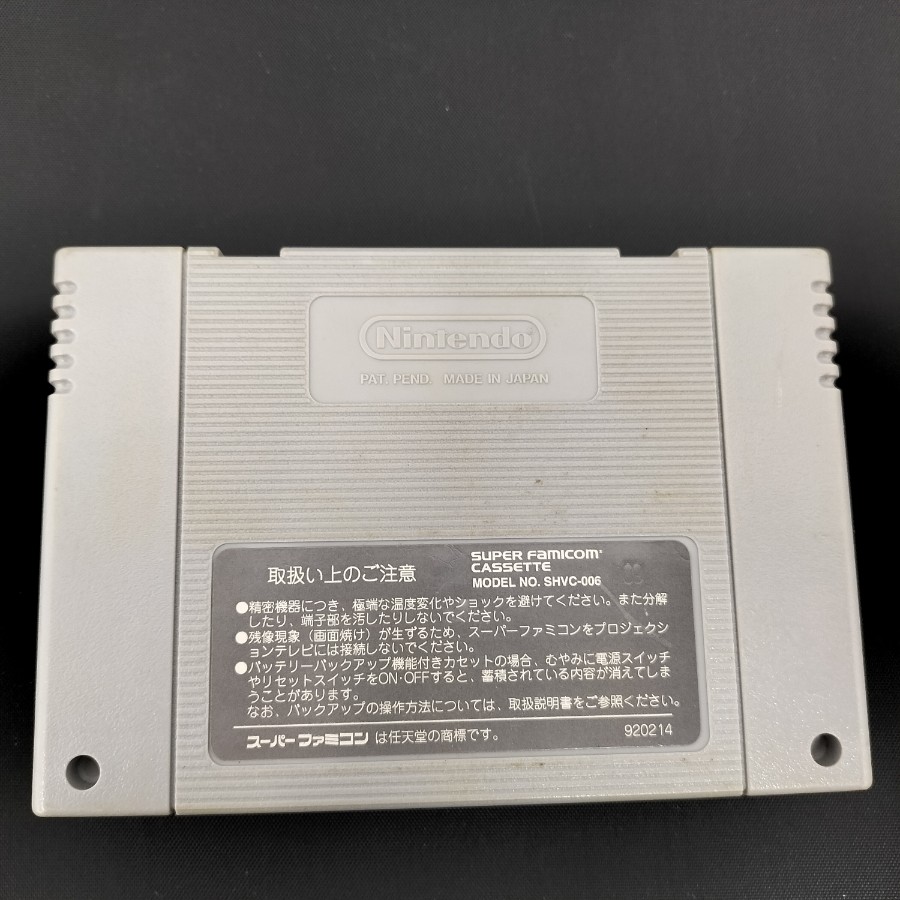 Nintendo
PAT. PEND. MADE IN JAPAN
取扱い上のご注意
SUPER FAMICOM
CASSETTE
MODEL NO. SHVC-006
●精密機器につき、極端な温度変化やショックを避けてください。また分解
したり、端子部を汚したりしないでください。
●残像現象（画面焼け）が生ずるため、スーパーファミコンをプロジェクシ
ョンテレビには接続しないでください。
●バッテリーバックアップ機能付きカセットの場合、むやみに電源スイッチ
やリセットスイッチをON·OFFすると、蓄積されている内容が消えてしま
うことがあります。
なお、バックアップの操作方法については、取扱説明書をご参照ください。
スーパーファミコン は任天堂の商標です。
920214